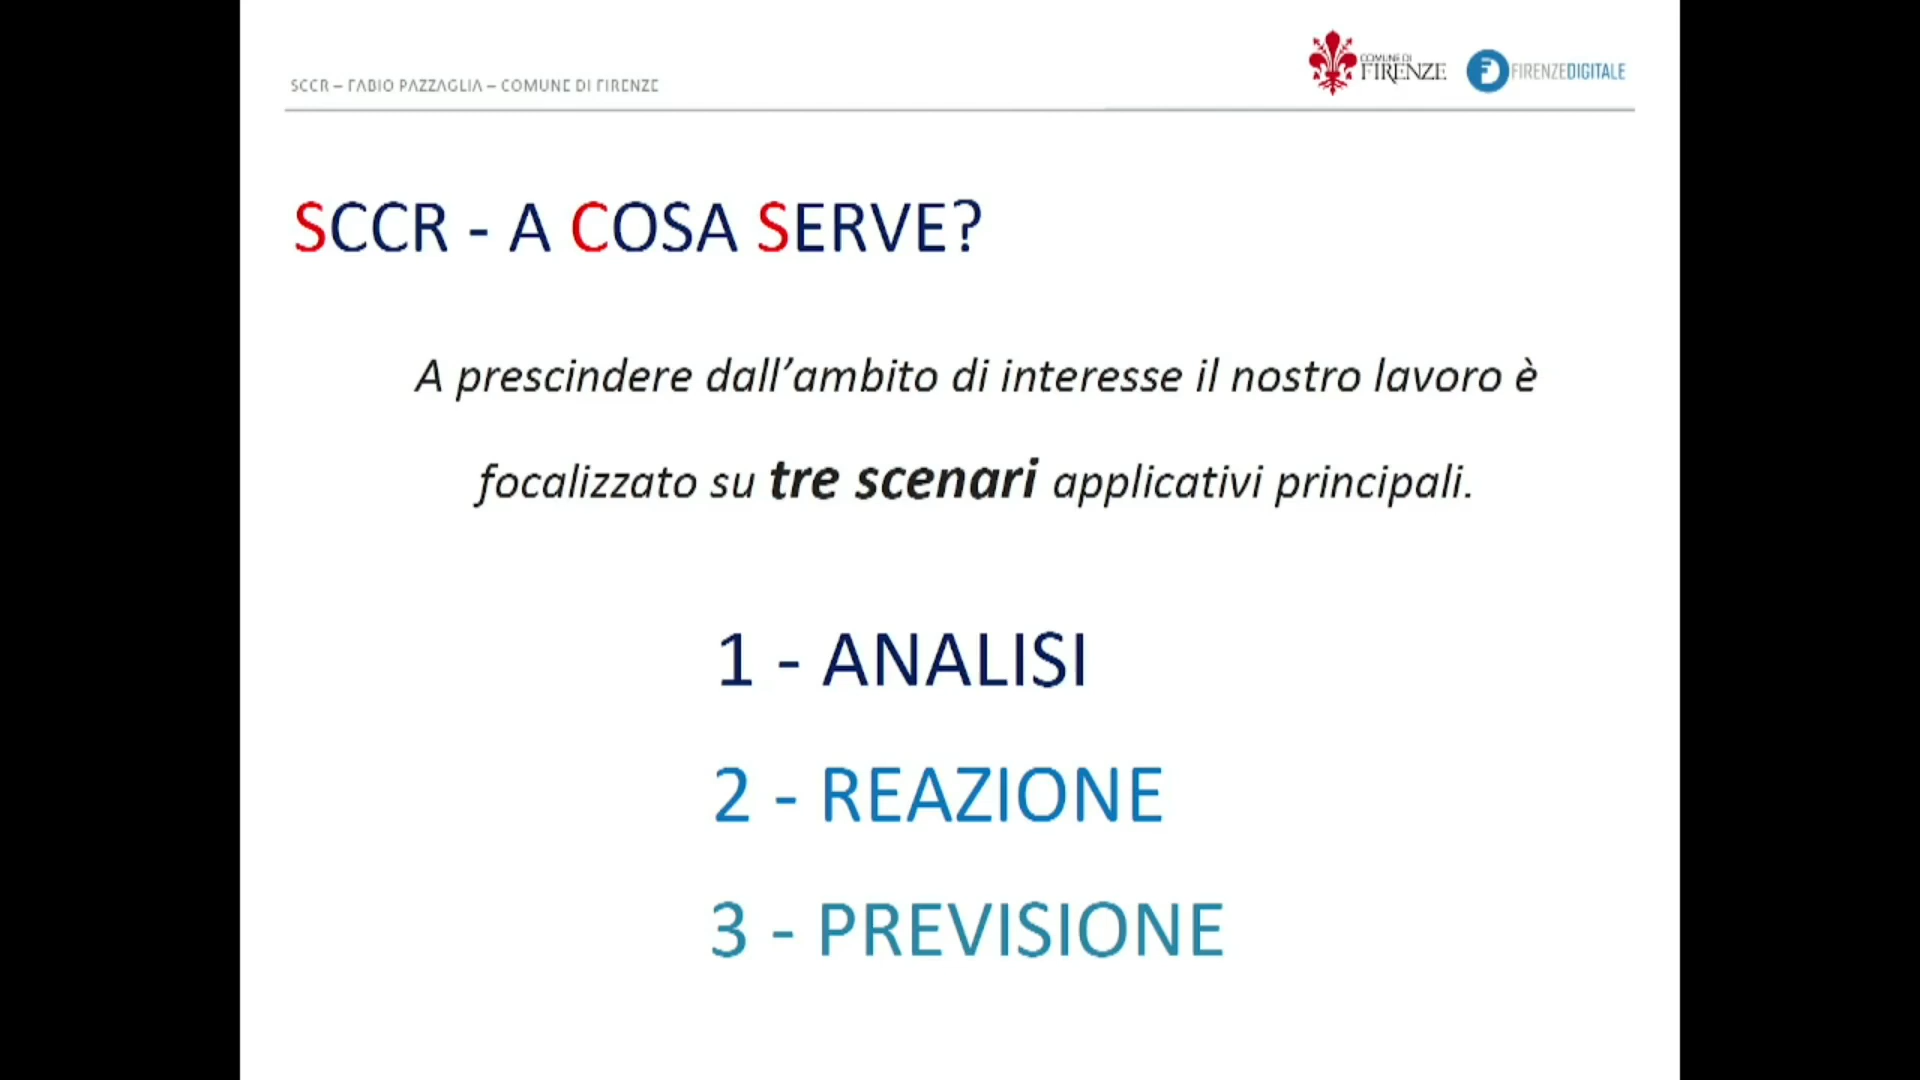 SCCR – FABIO PAZZAGLIA – COMUNE DI FIRENZE
COMUNE DI
FIRENZE
FIRENZEDIGITALE
SCCR - A COSA SERVE?
A prescindere dall’ambito di interesse il nostro lavoro è
focalizzato su tre scenari applicativi principali.
1 - ANALISI
2 - REAZIONE
3 - PREVISIONE